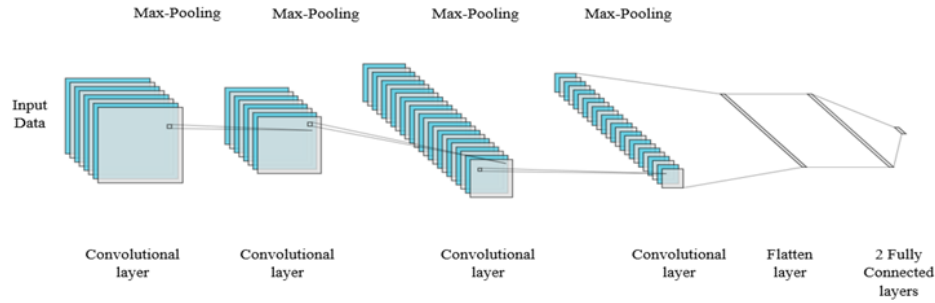 Max-Pooling
Max-Pooling
Max-Pooling
Max-Pooling
Input
Data
Convolutional
layer
Convolutional
layer
Convolutional
layer
Convolutional
layer
Flatten
layer
2 Fully
Connected
layers